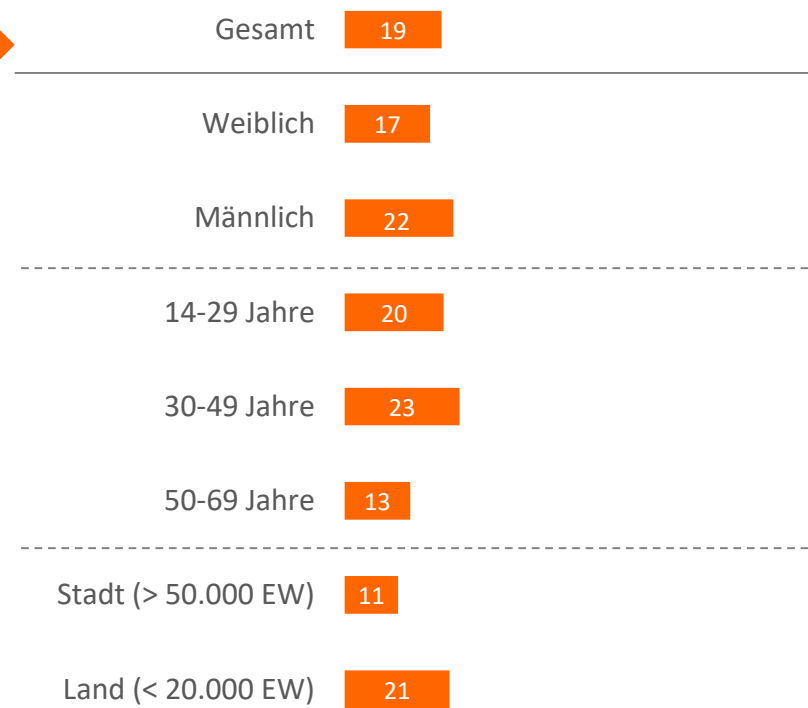 Gesamt 19
Weiblich 17
Männlich 22
14-29 Jahre 20
30-49 Jahre 23
50-69 Jahre 13
Stadt (> 50.000 EW) 11
Land (< 20.000 EW) 21